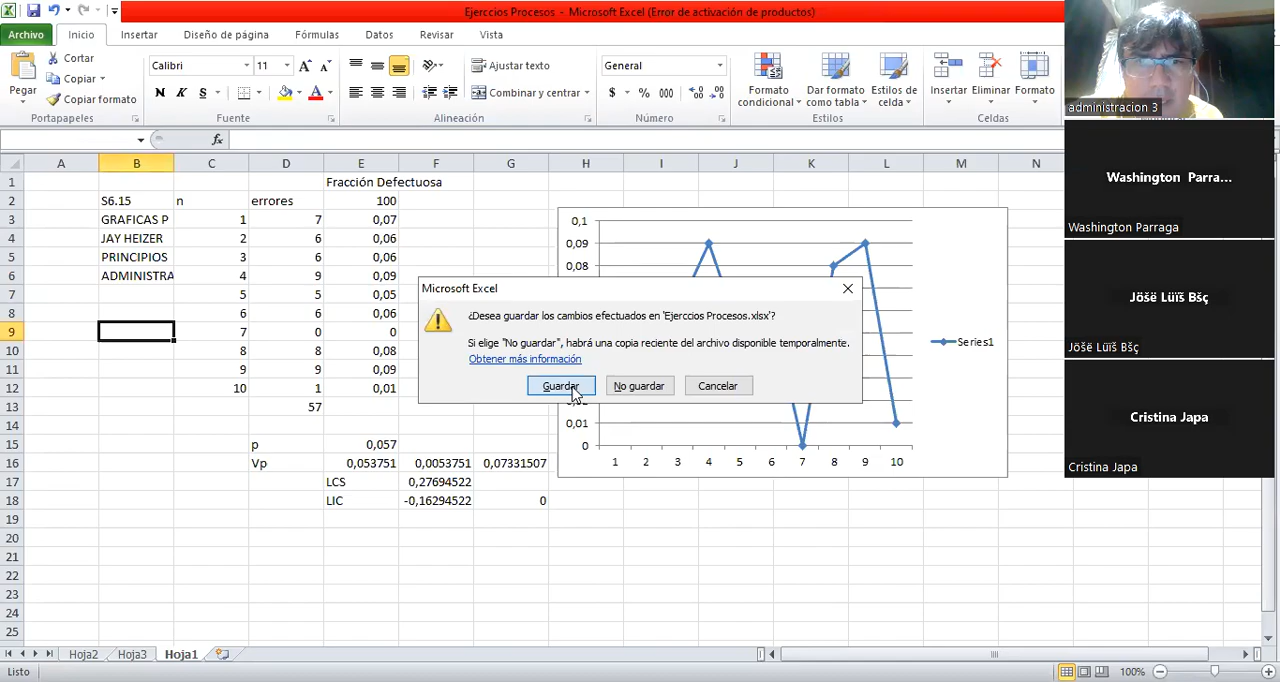 Ejerccios Procesos - Microsoft Excel (Error de activación de productos)
Archivo Inicio Insertar Diseño de página Fórmulas Datos Revisar Vista
Pegar
Cortar
Copiar
Copiar formato
Portapapeles
Calibri 11
N K S
Fuente
Ajustar texto
Combinar y centrar
Alineación
General
$ % 000
Número
Formato condicional
Dar formato como tabla
Estilos de celda
Estilos
Insertar Eliminar Formato
Celdas
fx
A B C D E F G H I J K L M N
1 Fracción Defectuosa
2 S6.15 n errores 100
3 GRAFICAS P 1 7 0,07
4 JAY HEIZER 2 6 0,06
5 PRINCIPIOS 3 6 0,06
6 ADMINISTRA 4 9 0,09
7 5 5 0,05
8 6 6 0,06
9 7 0 0
10 8 8 0,08
11 9 9 0,09
12 10 1 0,01
13 57
14
15 p 0,057
16 Vp 0,053751 0,0053751 0,07331507
17 LCS 0,27694522
18 LIC -0,16294522 0
19
20
21
22
23
24
25
0,1
0,09
0,08
0,01
0
1 2 3 4 5 6 7 8 9 10
Series1
Microsoft Excel
¿Desea guardar los cambios efectuados en 'Ejerccios Procesos.xlsx'?
Si elige "No guardar", habrá una copia reciente del archivo disponible temporalmente.
Obtener más información
Guardar No guardar Cancelar
administracion 3
Washington Parra...
Washington Parraga
Jöšë Lüïš Bšç
Jöšë Lüïš Bšç
Cristina Japa
Cristina Japa
Hoja2 Hoja3 Hoja1
Listo
100%